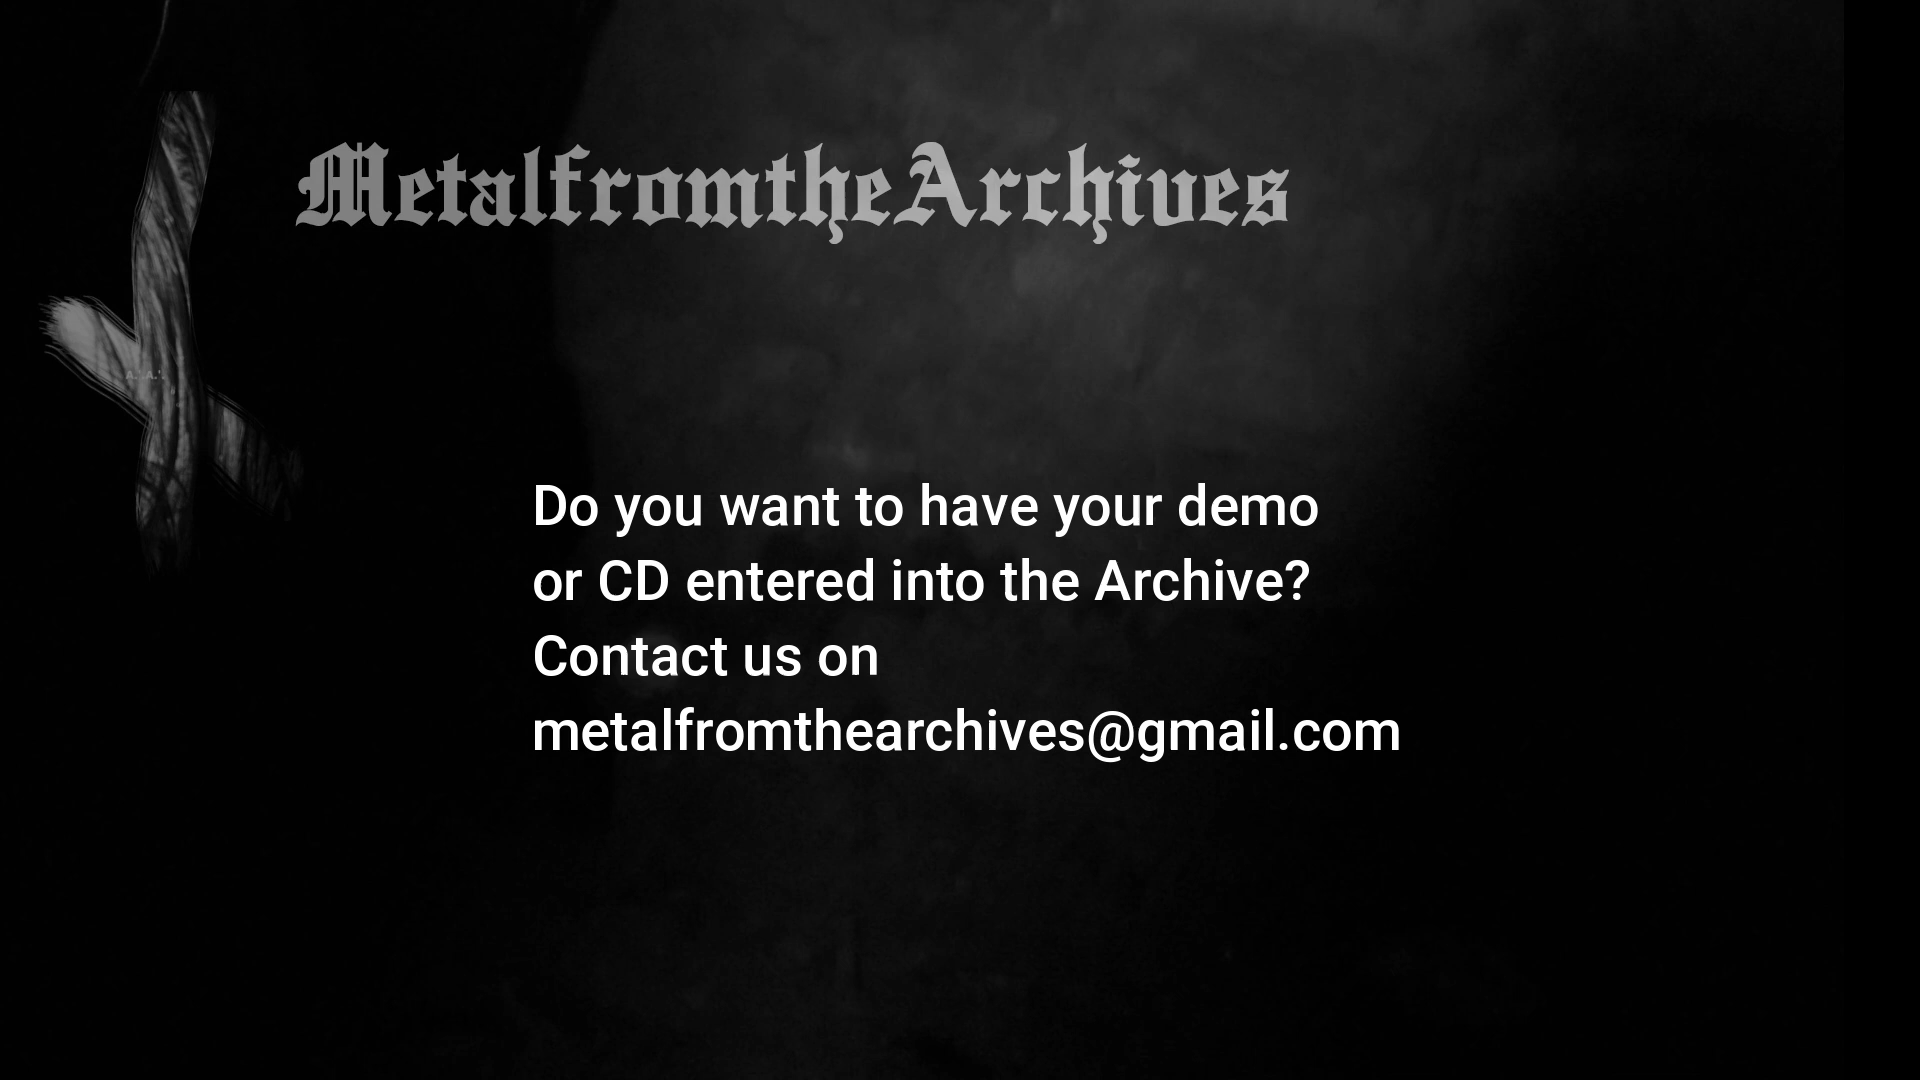 MetalfromtheArchives
A.'.A.'.
Do you want to have your demo
or CD entered into the Archive?
Contact us on
metalfromthearchives@gmail.com